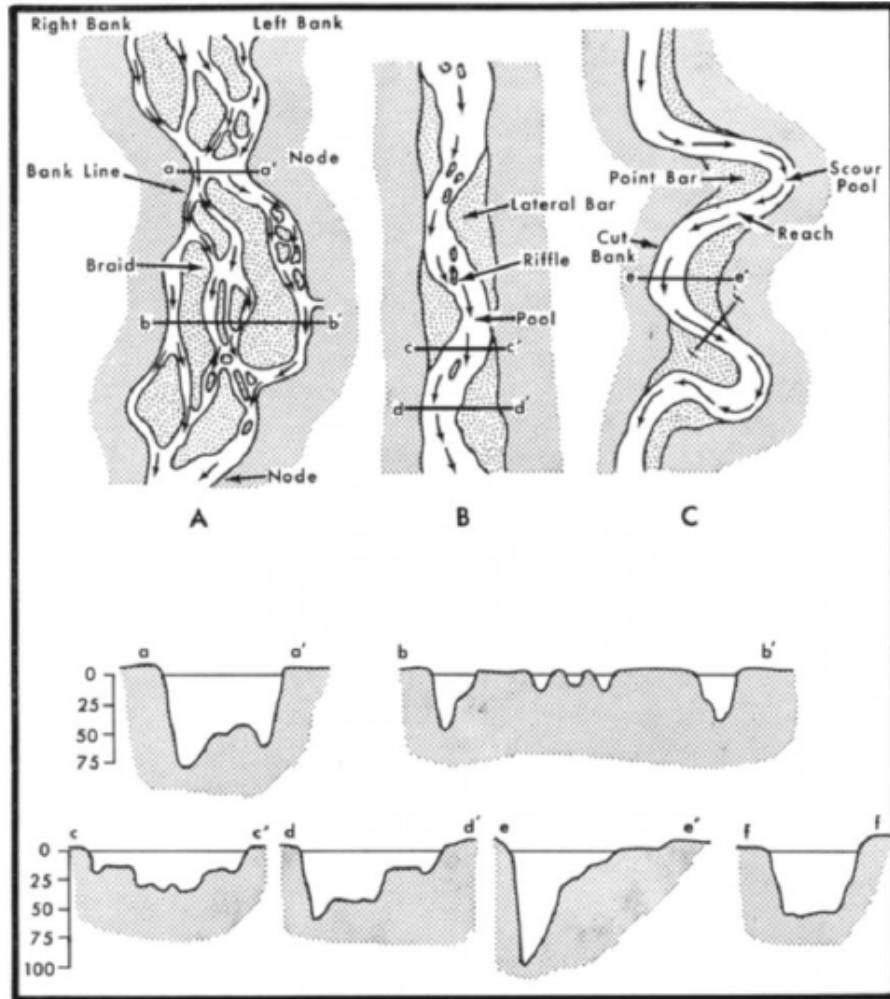 Right Bank
Left Bank
a
a'
Node
Bank Line
Braid
b
b'
Node
A
Lateral Bar
Riffle
Pool
c
c'
d
d'
B
Point Bar
Scour
Pool
Reach
Cut
Bank
e
e'
C
a
a'
0
25
50
75
b
b'
c
c'
d
d'
e
e'
f
f
0
25
50
75
100